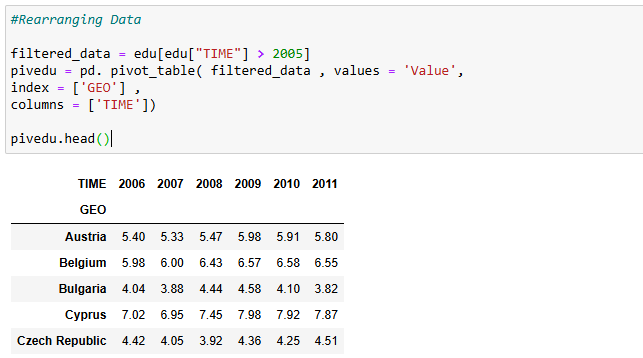 #Rearranging Data
filtered_data = edu[edu["TIME"] > 2005]
pivedu = pd. pivot_table( filtered_data , values = 'Value',
index = ['GEO'] ,
columns = ['TIME'])
pivedu.head()
TIME 2006 2007 2008 2009 2010 2011
GEO
Austria 5.40 5.33 5.47 5.98 5.91 5.80
Belgium 5.98 6.00 6.43 6.57 6.58 6.55
Bulgaria 4.04 3.88 4.44 4.58 4.10 3.82
Cyprus 7.02 6.95 7.45 7.98 7.92 7.87
Czech Republic 4.42 4.05 3.92 4.36 4.25 4.51